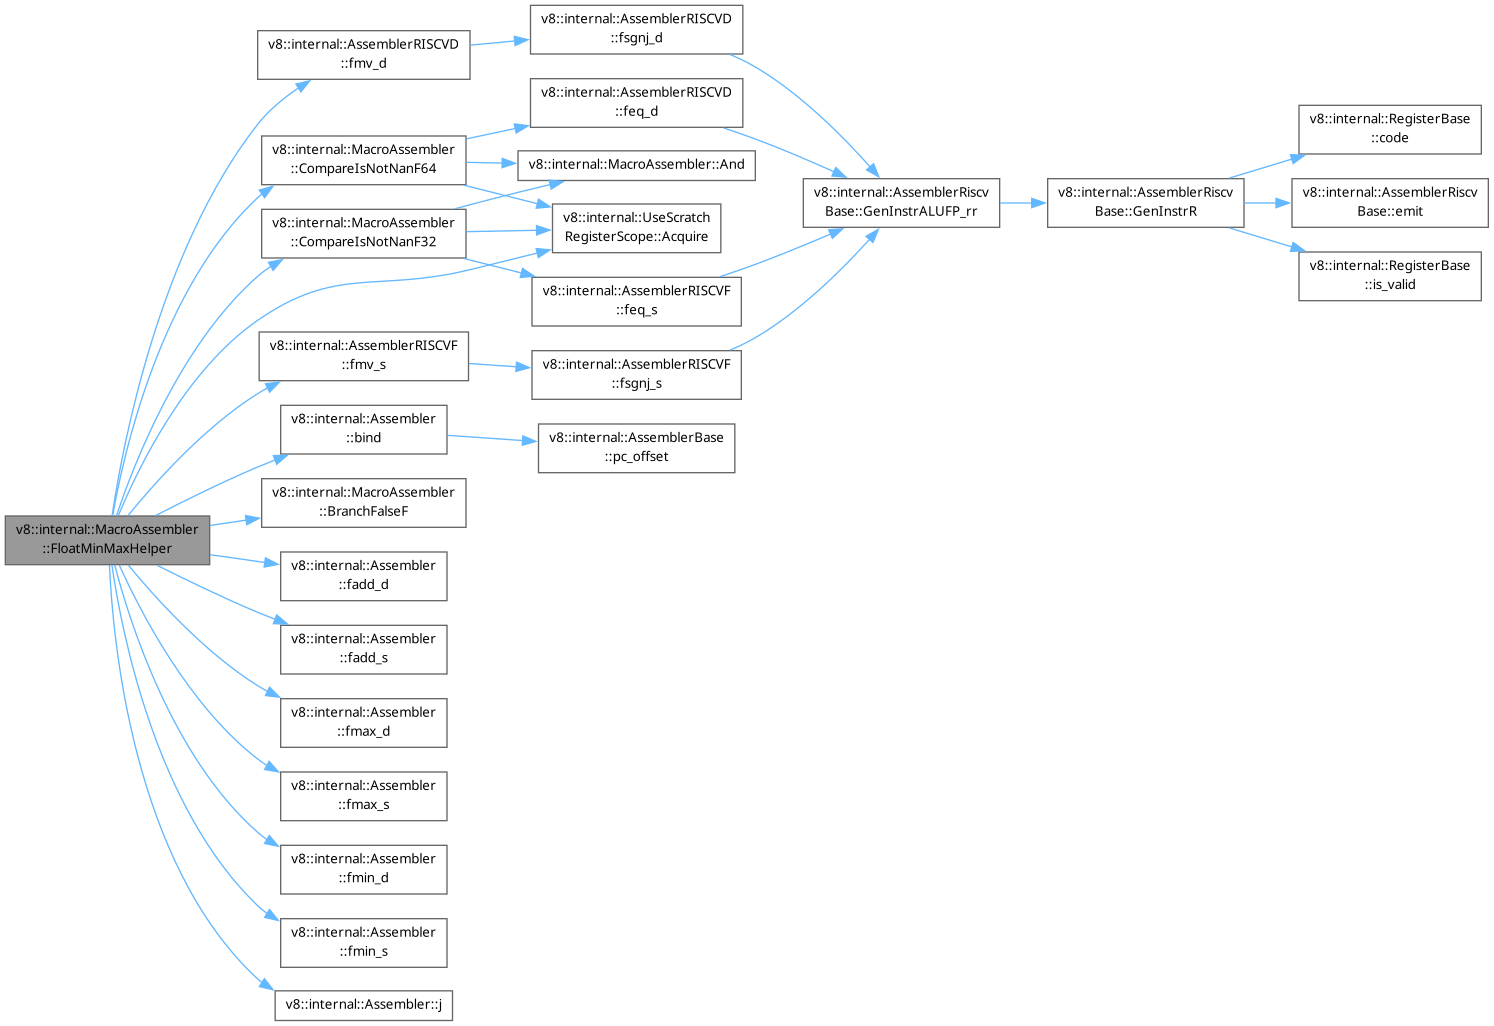 v8::internal::MacroAssembler
::FloatMinMaxHelper
v8::internal::AssemblerRISCVD
::fmv_d
v8::internal::MacroAssembler
::CompareIsNotNanF64
v8::internal::MacroAssembler
::CompareIsNotNanF32
v8::internal::AssemblerRISCVF
::fmv_s
v8::internal::Assembler
::bind
v8::internal::MacroAssembler
::BranchFalseF
v8::internal::Assembler
::fadd_d
v8::internal::Assembler
::fadd_s
v8::internal::Assembler
::fmax_d
v8::internal::Assembler
::fmax_s
v8::internal::Assembler
::fmin_d
v8::internal::Assembler
::fmin_s
v8::internal::Assembler::j
v8::internal::AssemblerRISCVD
::fsgnj_d
v8::internal::AssemblerRISCVD
::feq_d
v8::internal::MacroAssembler::And
v8::internal::UseScratch
RegisterScope::Acquire
v8::internal::AssemblerRISCVF
::feq_s
v8::internal::AssemblerRISCVF
::fsgnj_s
v8::internal::AssemblerBase
::pc_offset
v8::internal::AssemblerRiscv
Base::GenInstrALUFP_rr
v8::internal::AssemblerRiscv
Base::GenInstrR
v8::internal::RegisterBase
::code
v8::internal::AssemblerRiscv
Base::emit
v8::internal::RegisterBase
::is_valid